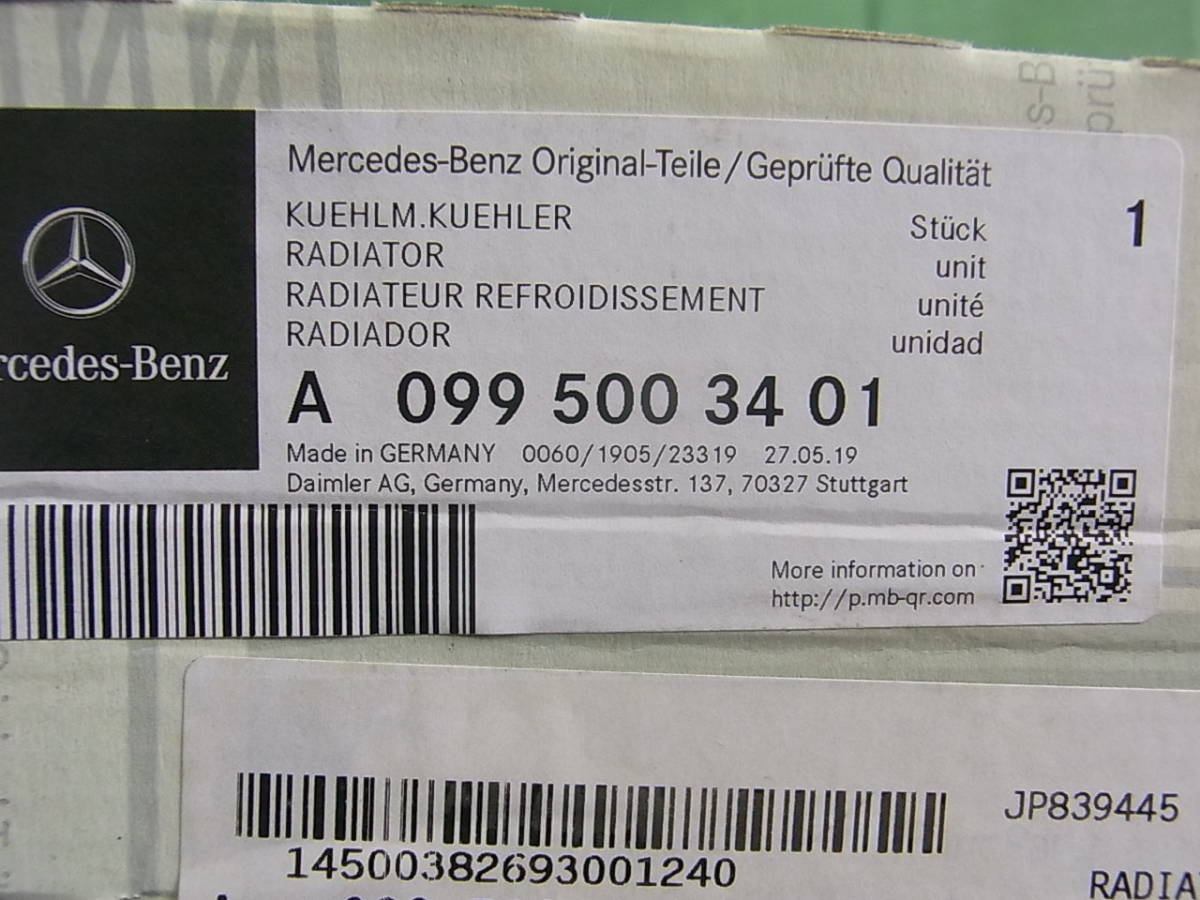 Mercedes-Benz Original-Teile/Geprüfte Qualität
KUEHLM.KUEHLER Stück 1
RADIATOR unit
RADIATEUR REFROIDISSEMENT unité
RADIADOR unidad
rcedes-Benz
A 099 500 34 01
Made in GERMANY 0060/1905/23319 27.05.19
Daimler AG, Germany, Mercedesstr. 137, 70327 Stuttgart
More information on
http://p.mb-qr.com
JP839445
14500382693001240
RADIA